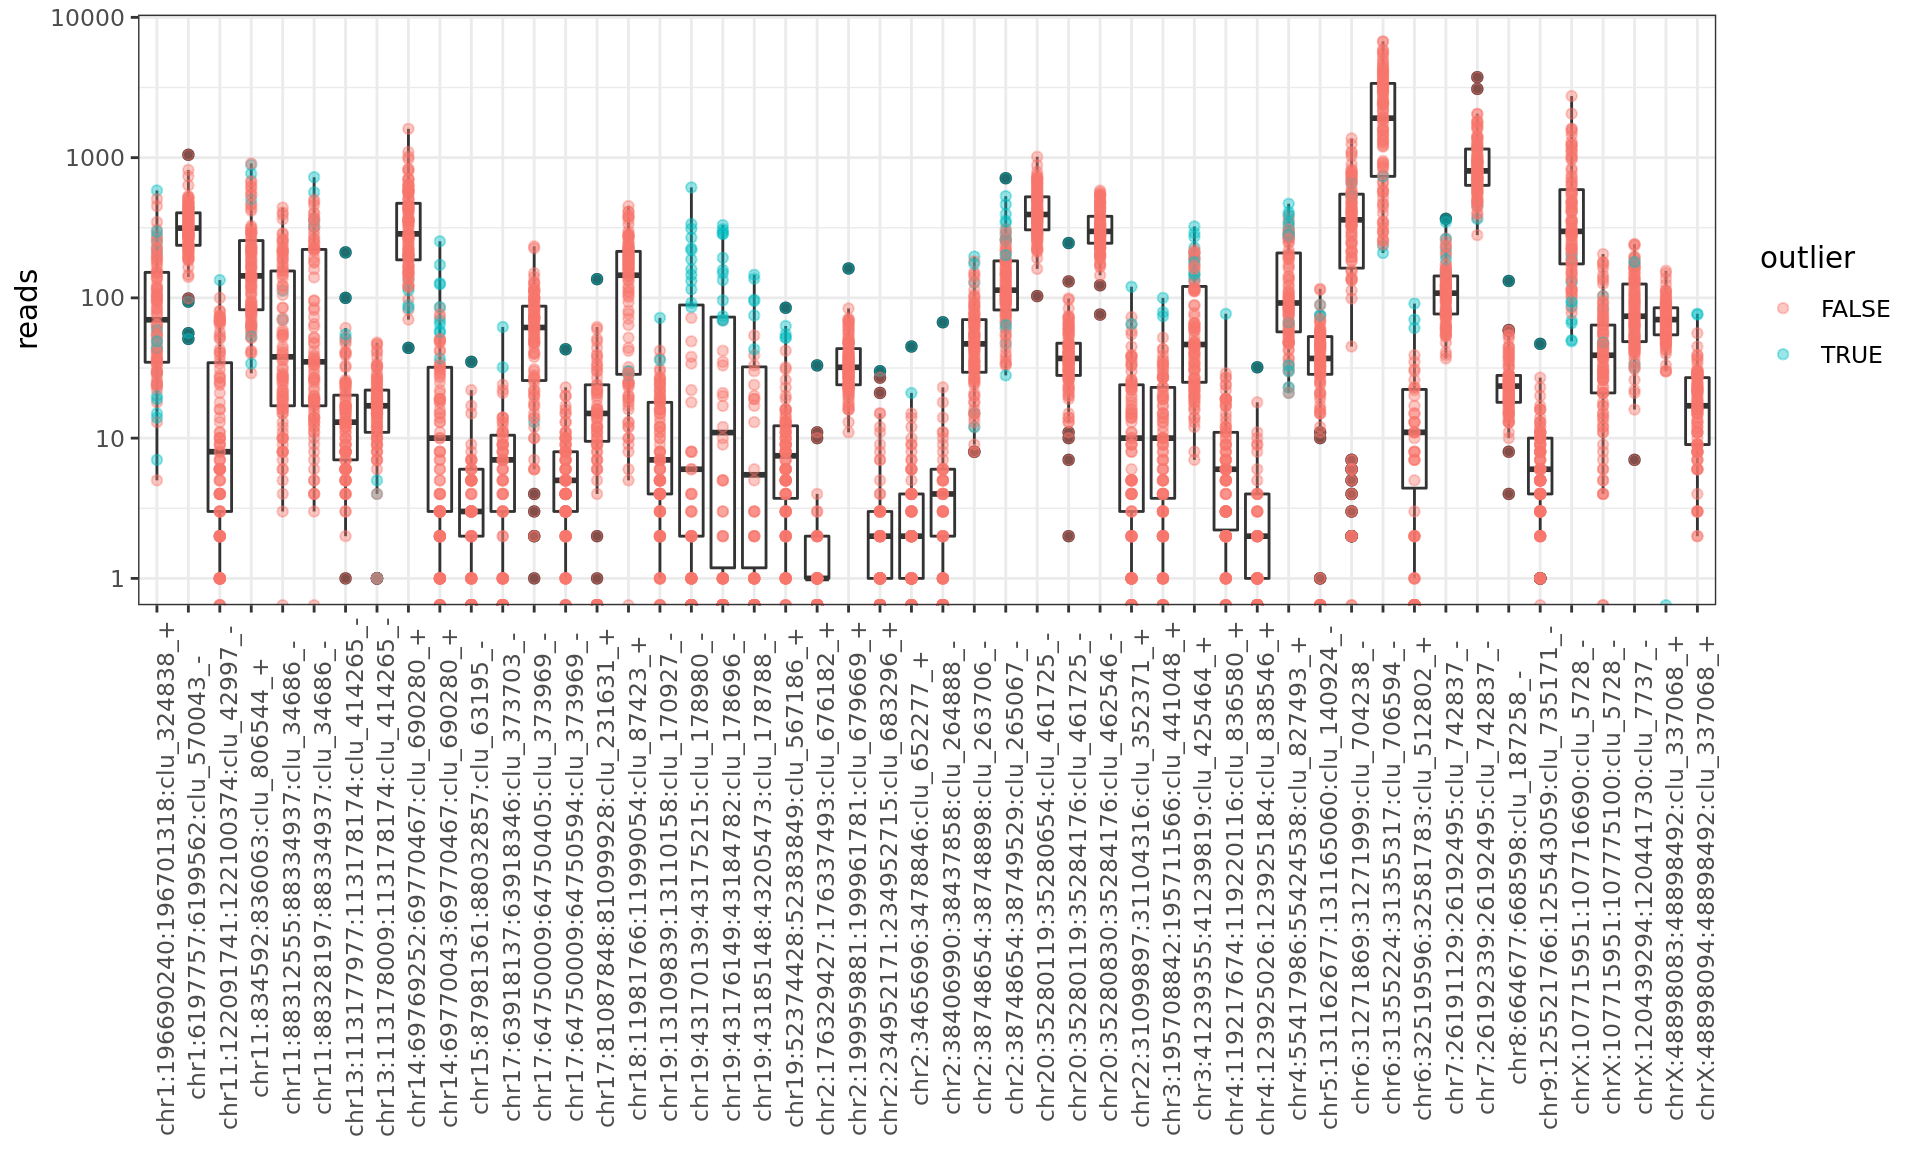 10000
1000
100
10
1
reads
outlier
FALSE
TRUE
chr1:196690240:196701318:clu_324838_+
chr1:6197757:6199562:clu_570043_-
chr11:122091741:122100374:clu_42997_-
chr11:834592:836063:clu_806544_+
chr11:88312555:88334937:clu_34686_-
chr11:88328197:88334937:clu_34686_-
chr13:113177977:113178174:clu_414265_-
chr13:113178009:113178174:clu_414265_-
chr14:69769252:69770467:clu_690280_+
chr14:69770043:69770467:clu_690280_+
chr15:87981361:88032857:clu_63195_-
chr17:63918137:63918346:clu_373703_-
chr17:64750009:64750405:clu_373969_-
chr17:64750009:64750594:clu_373969_-
chr17:81087848:81099928:clu_231631_+
chr18:11981766:11999054:clu_87423_+
chr19:13109839:13110158:clu_170927_-
chr19:43170139:43175215:clu_178980_-
chr19:43176149:43184782:clu_178696_-
chr19:43185148:43205473:clu_178788_-
chr19:52374428:52383849:clu_567186_+
chr2:176329427:176337493:clu_676182_+
chr2:199959881:199961781:clu_679669_+
chr2:234952171:234952715:clu_683296_+
chr2:3465696:3478846:clu_652277_+
chr2:38406990:38437858:clu_264888_-
chr2:38748654:38748898:clu_263706_-
chr2:38748654:38749529:clu_265067_-
chr20:35280119:35280654:clu_461725_-
chr20:35280119:35284176:clu_461725_-
chr20:35280830:35284176:clu_462546_-
chr22:31099897:31104316:clu_352371_+
chr3:195708842:195711566:clu_441048_+
chr3:41239355:41239819:clu_425464_+
chr4:119217674:119220116:clu_836580_+
chr4:123925026:123925184:clu_838546_+
chr4:55417986:55424538:clu_827493_+
chr5:131162677:131165060:clu_140924_-
chr6:31271869:31271999:clu_704238_-
chr6:31355224:31355317:clu_706594_-
chr6:32519596:32581783:clu_512802_+
chr7:26191129:26192495:clu_742837_-
chr7:26192339:26192495:clu_742837_-
chr8:6664677:6668598:clu_187258_-
chr9:125521766:125543059:clu_735171_-
chrX:107715951:107716690:clu_5728_-
chrX:107715951:107775100:clu_5728_-
chrX:120439294:120441730:clu_7737_-
chrX:48898083:48898492:clu_337068_+
chrX:48898094:48898492:clu_337068_+